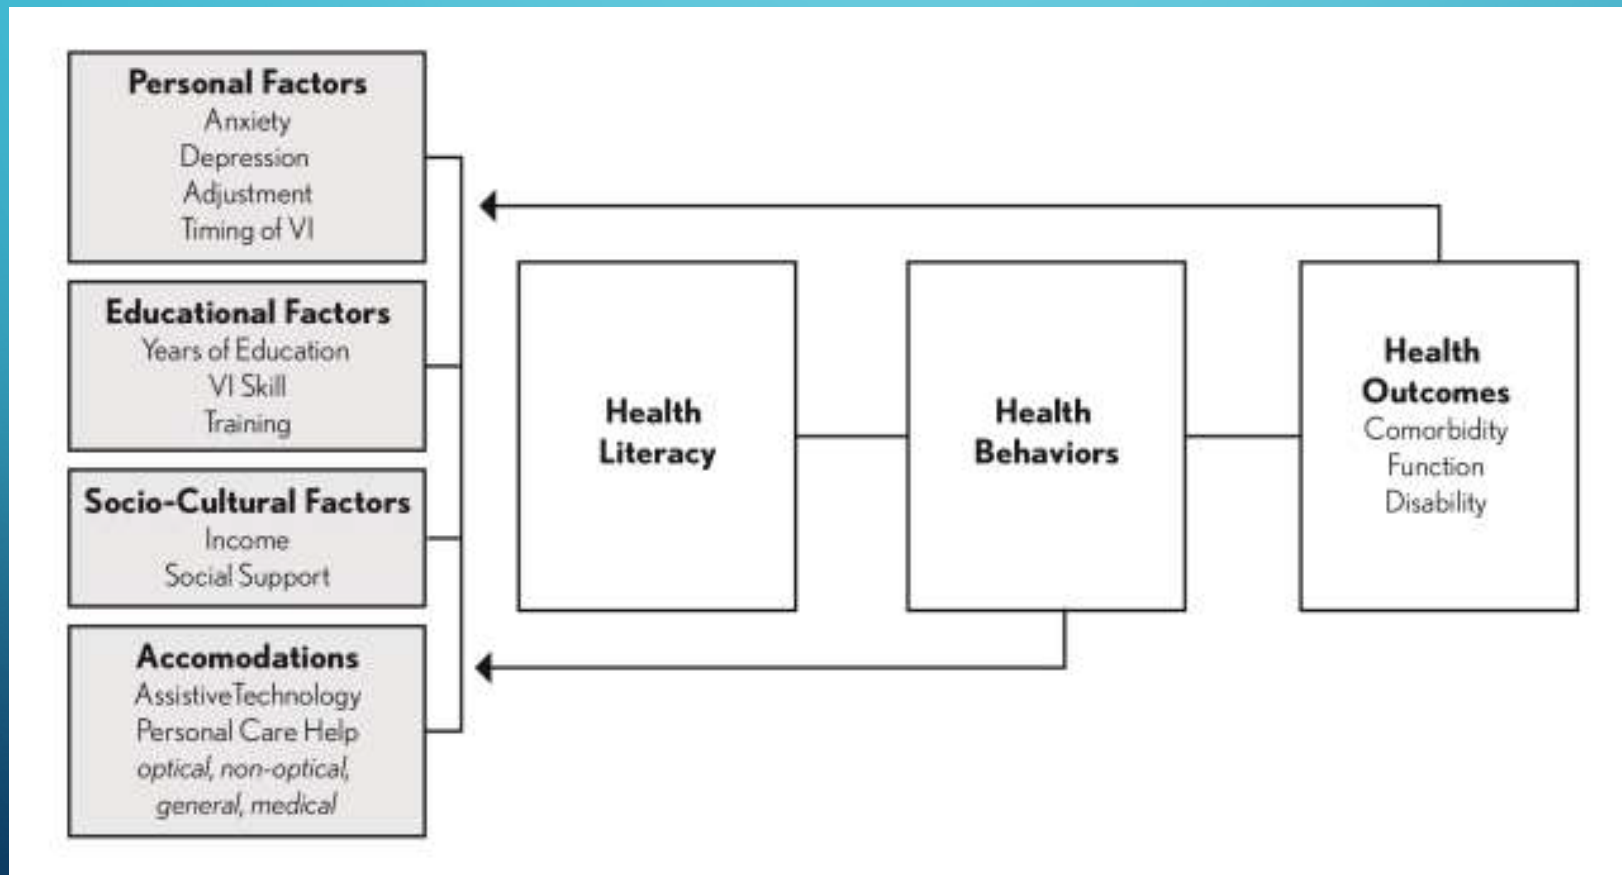 Personal Factors
Anxiety
Depression
Adjustment
Timing of VI
Educational Factors
Years of Education
VI Skill
Training
Socio-Cultural Factors
Income
Social Support
Accomodations
AssistiveTechnology
Personal Care Help
optical, non-optical,
general, medical
Health
Literacy
Health
Behaviors
Health
Outcomes
Comorbidity
Function
Disability